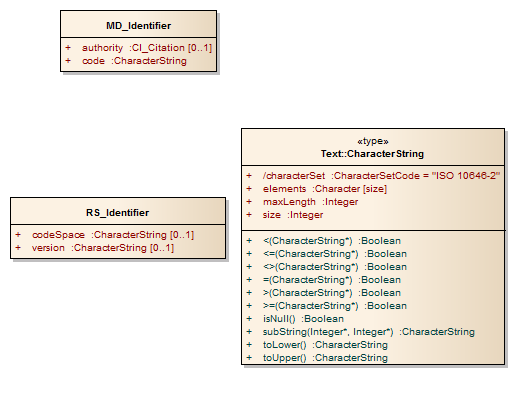 MD_Identifier
+ authority :CI_Citation [0..1]
+ code :CharacterString
«type»
Text::CharacterString
+ /characterSet :CharacterSetCode = "ISO 10646-2"
+ elements :Character [size]
+ maxLength :Integer
+ size :Integer
+ <(CharacterString*) :Boolean
+ <=(CharacterString*) :Boolean
+ <>(CharacterString*) :Boolean
+ =(CharacterString*) :Boolean
+ >(CharacterString*) :Boolean
+ >=(CharacterString*) :Boolean
+ isNull() :Boolean
+ subString(Integer*, Integer*) :CharacterString
+ toLower() :CharacterString
+ toUpper() :CharacterString
RS_Identifier
+ codeSpace :CharacterString [0..1]
+ version :CharacterString [0..1]